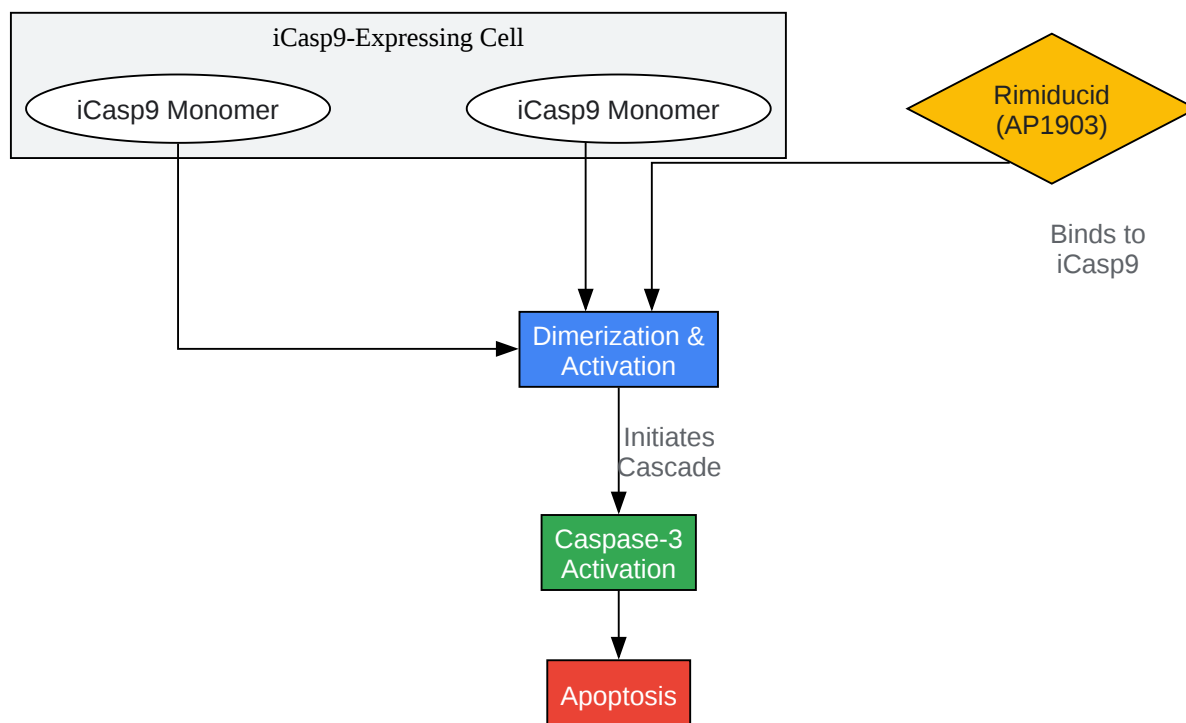 iCasp9-Expressing Cell
iCasp9 Monomer
iCasp9 Monomer
Rimiducid
(AP1903)
Binds to
iCasp9
Dimerization &
Activation
Initiates
Cascade
Caspase-3
Activation
Apoptosis